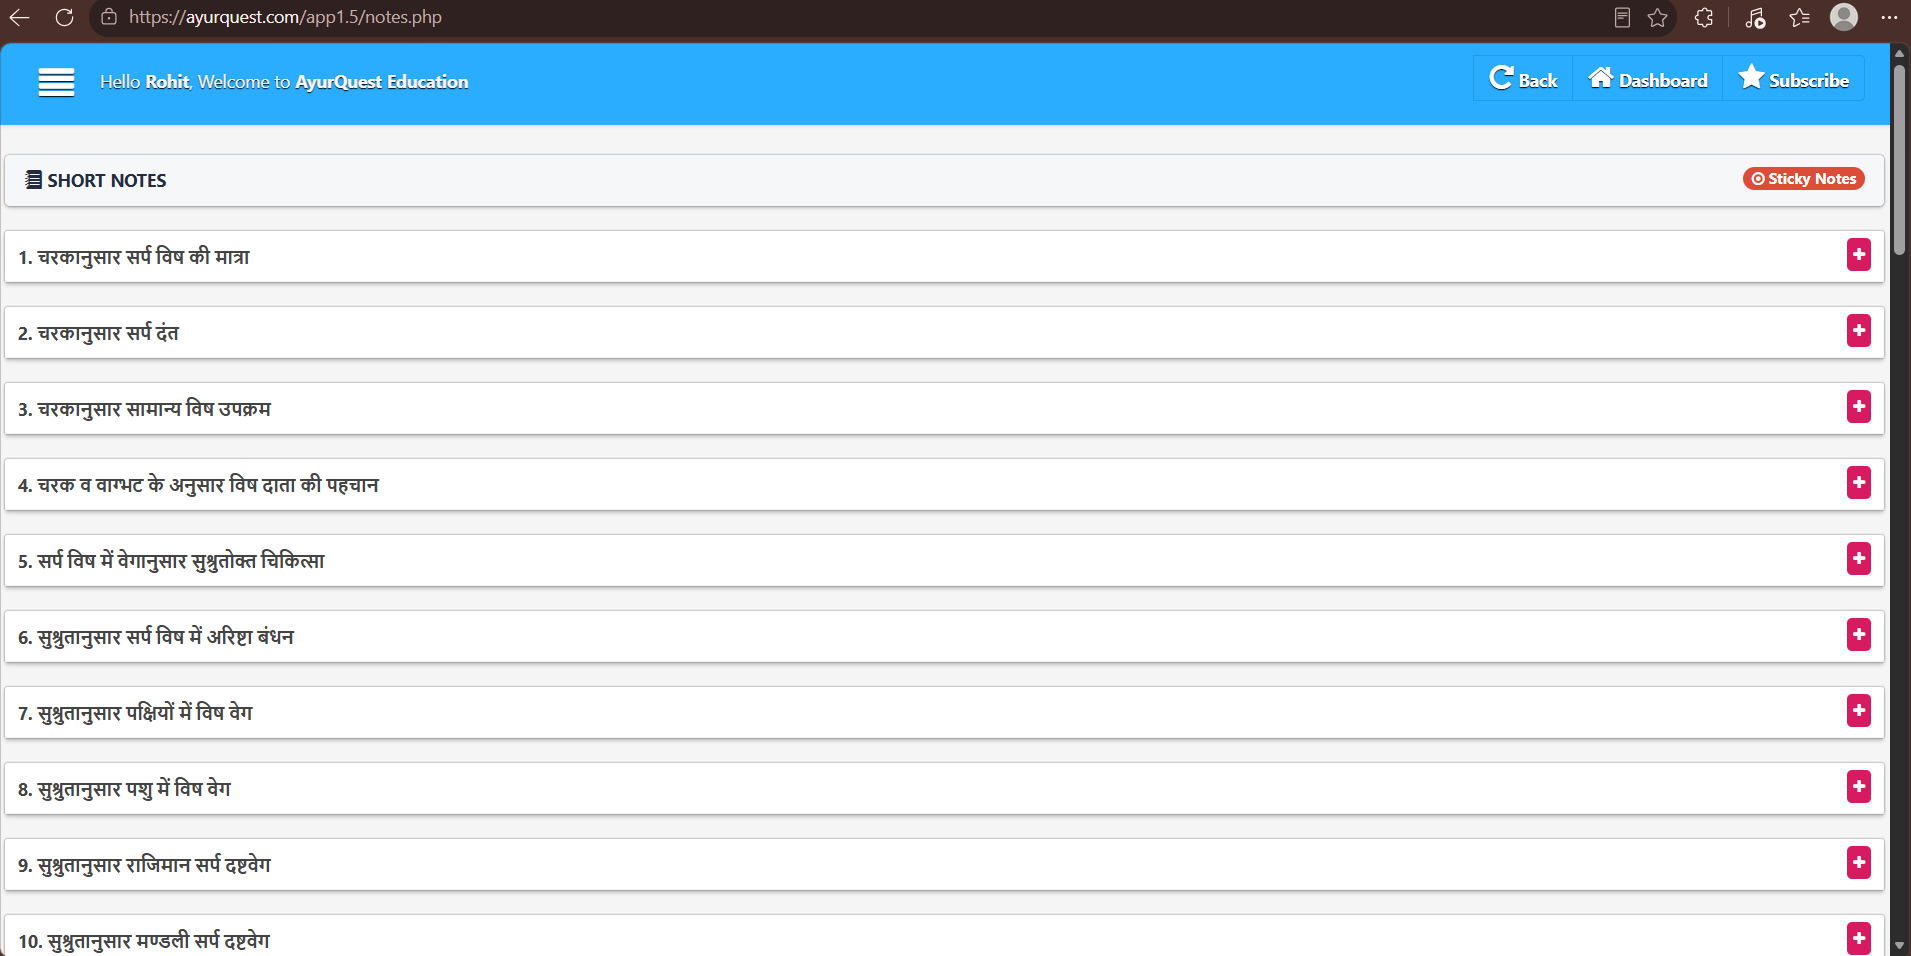 https://ayurquest.com/app1.5/notes.php
Hello Rohit, Welcome to AyurQuest Education
Back
Dashboard
Subscribe
SHORT NOTES
Sticky Notes
1. चरकानुसार सर्प विष की मात्रा
2. चरकानुसार सर्प दंत
3. चरकानुसार सामान्य विष उपक्रम
4. चरक व वाग्भट के अनुसार विष दाता की पहचान
5. सर्प विष में वेगानुसार सुश्रुतोक्त चिकित्सा
6. सुश्रुतानुसार सर्प विष में अरिष्टा बंधन
7. सुश्रुतानुसार पक्षियों में विष वेग
8. सुश्रुतानुसार पशु में विष वेग
9. सुश्रुतानुसार राजिमान सर्प दष्टवेग
10. सुश्रुतानुसार मण्डली सर्प दष्टवेग